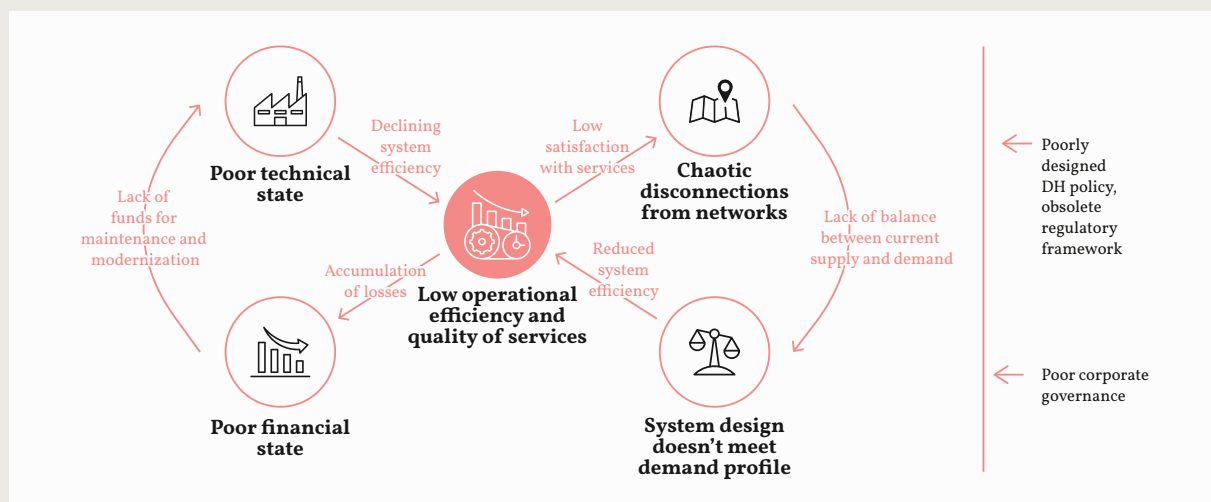 Poor technical
state
Declining
system
efficiency
Low
satisfaction
with services
Chaotic
disconnections
from networks
Lack of
funds for
maintenance and
modernization
Accumulation
of losses
Low operational
efficiency and
quality of services
Reduced
system
efficiency
Lack of balance
between current
supply and demand
Poor financial
state
System design
doesn’t meet
demand profile
Poorly
designed
DH policy,
obsolete
regulatory
framework
Poor corporate
governance